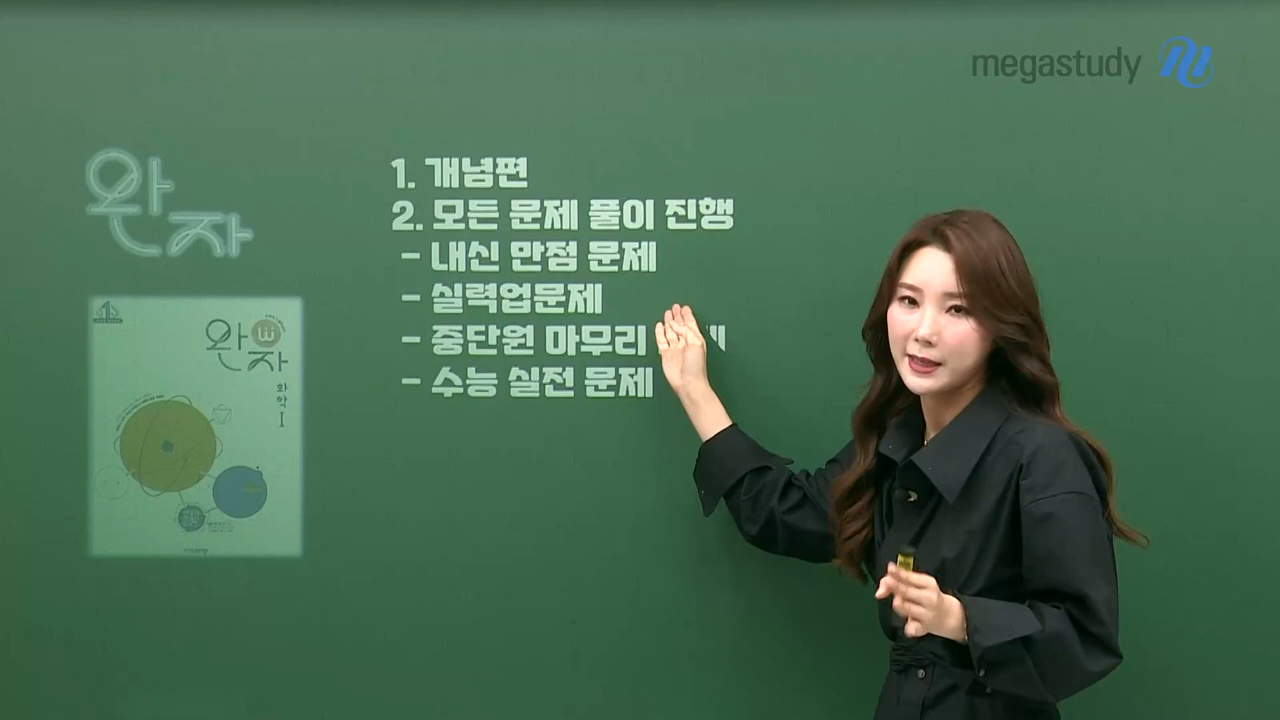 megastudy
완자
1. 개념편
2. 모든 문제 풀이 진행
- 내신 만점 문제
- 실력업문제
- 중단원 마무리
- 수능 실전 문제
완자
화학 I
visang